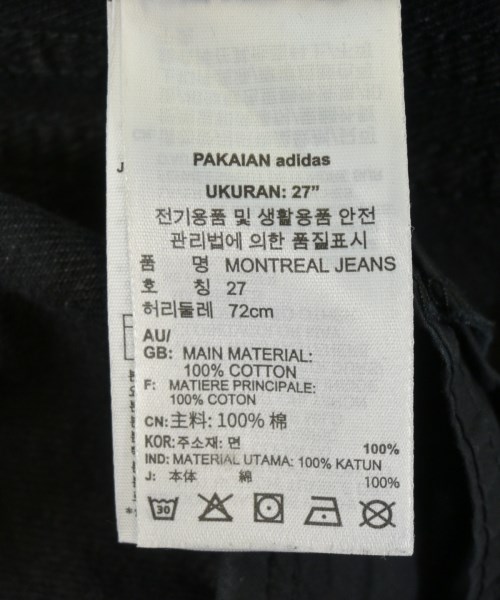 PAKAIAN adidas
J
UKURAN: 27”
전기용품 및 생활용품 안전
관리법에 의한 품질표시
품 명 MONTREAL JEANS
호 칭 27
허리둘레 72cm
AU/
GB: MAIN MATERIAL:
100% COTTON
F: MATIERE PRINCIPALE:
100% COTON
CN: 主料: 100% 棉
KOR: 주소재: 면 100%
IND: MATERIAL UTAMA: 100% KATUN
J: 本体 綿 100%
30